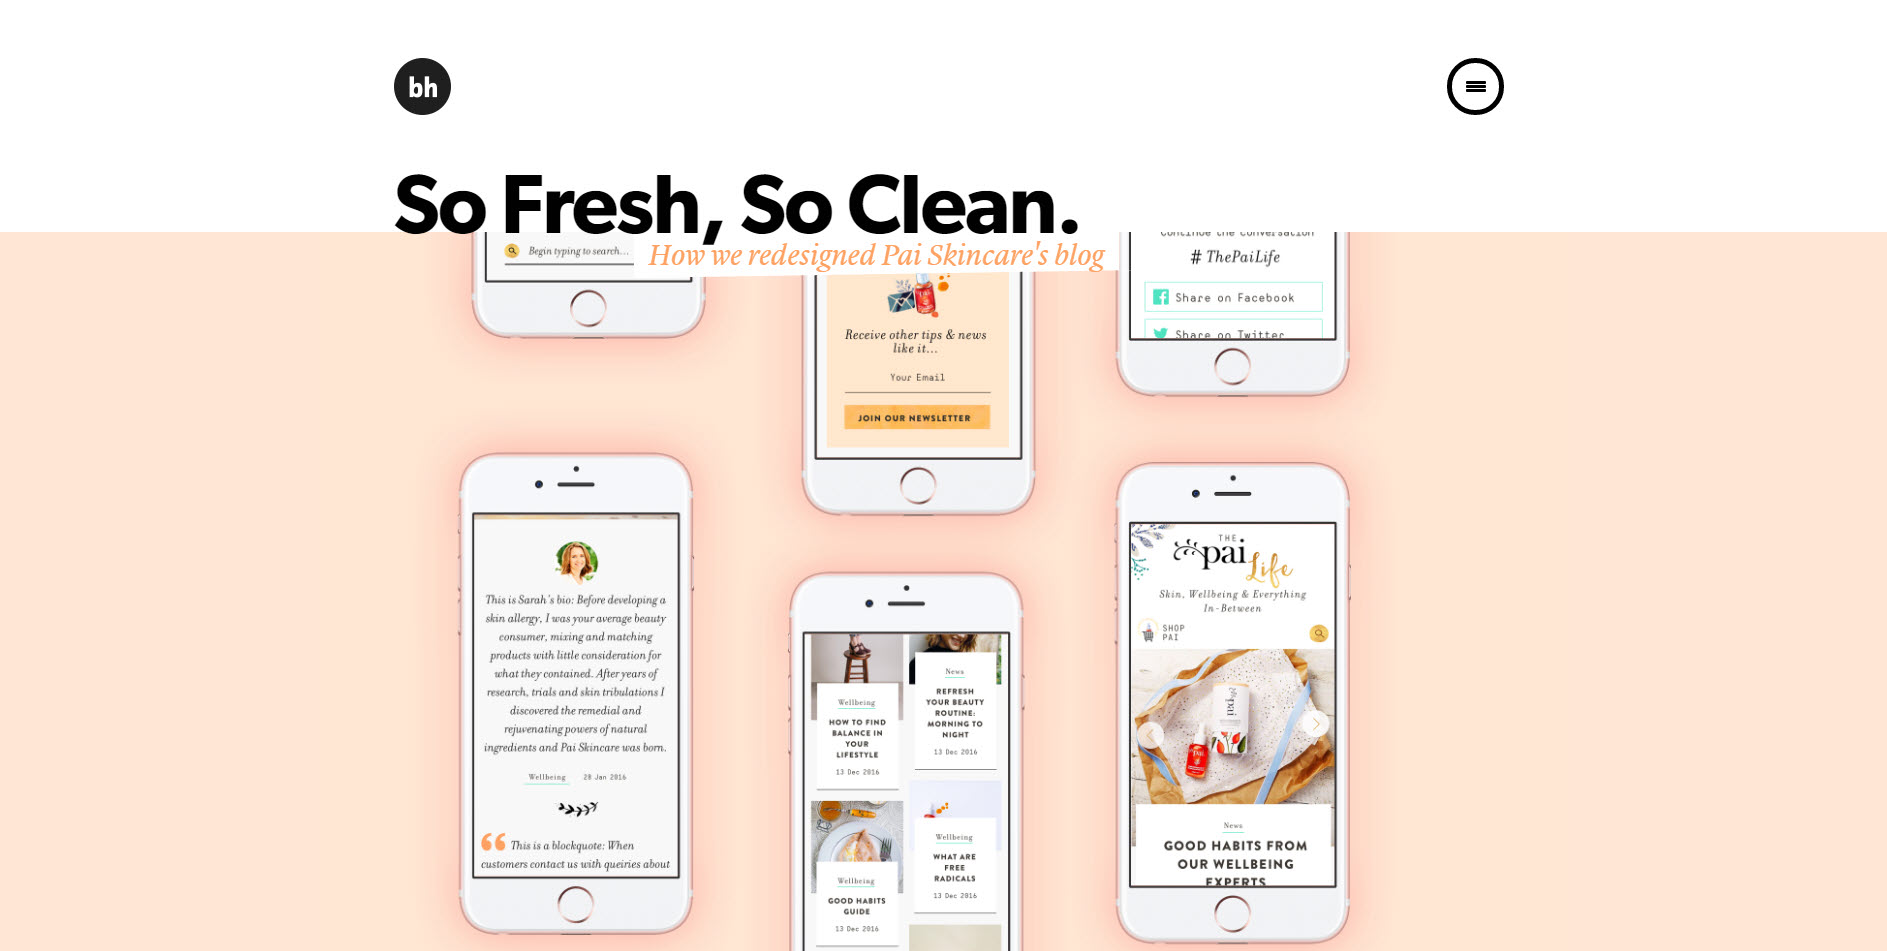 bh
So Fresh, So Clean.
How we redesigned Pai Skincare's blog
Begin typing to search...
Receive other tips & news
like it...
Your Email
JOIN OUR NEWSLETTER
Continue the conversation
# ThePaiLife
Share on Facebook
Share on Twitter
This is Sarah's bio: Before developing a
skin allergy, I was your average beauty
consumer, mixing and matching
products with little consideration for
what they contained. After years of
research, trials and skin tribulations I
discovered the remedial and
rejuvenating powers of natural
ingredients and Pai Skincare was born.
Wellbeing 28 Jan 2016
“ This is a blockquote: When
customers contact us with queiries about
Wellbeing
HOW TO FIND
BALANCE IN
YOUR
LIFESTYLE
13 Dec 2016
Wellbeing
GOOD HABITS
GUIDE
13 Dec 2016
News
REFRESH
YOUR BEAUTY
ROUTINE:
MORNING TO
NIGHT
13 Dec 2016
Wellbeing
WHAT ARE
FREE
RADICALS
13 Dec 2016
THE
pai
Life
Skin, Wellbeing & Everything
In-Between
SHOP
PAI
pai
pai
News
GOOD HABITS FROM
OUR WELLBEING
EXPERTS